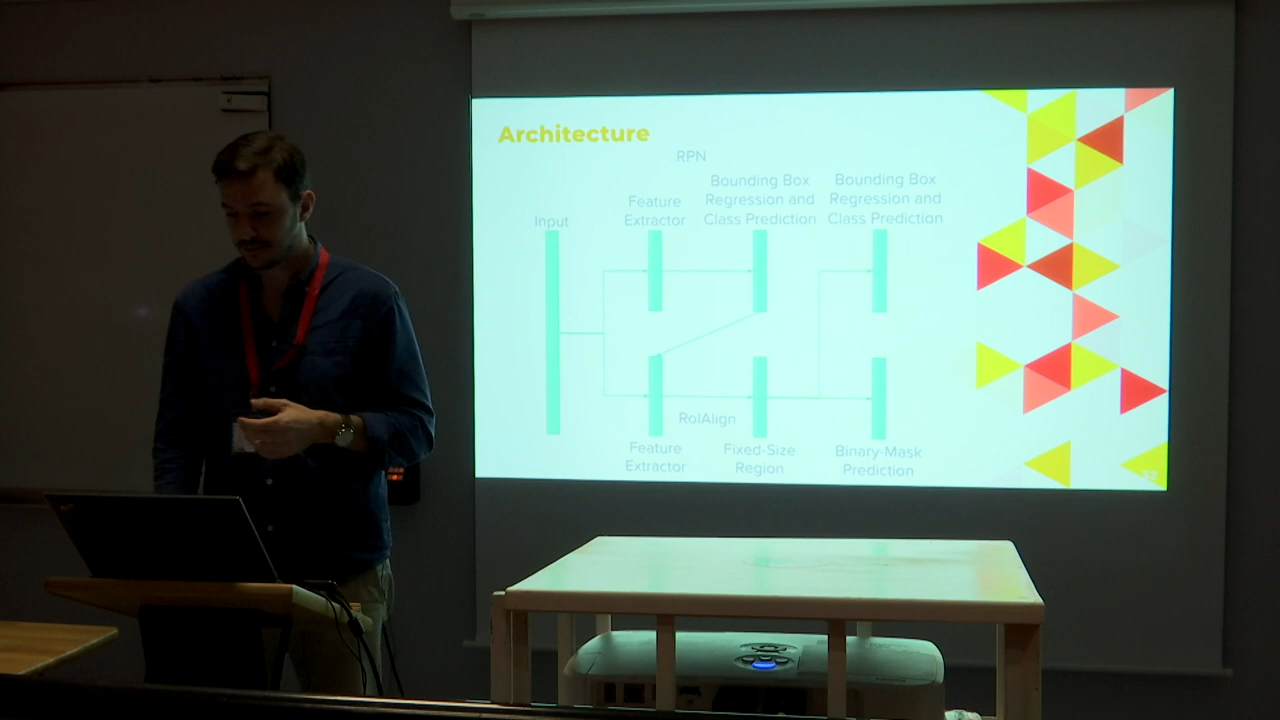 Architecture
RPN
Input
Feature
Extractor
Bounding Box
Regression and
Class Prediction
Bounding Box
Regression and
Class Prediction
RoIAlign
Feature
Extractor
Fixed-Size
Region
Binary-Mask
Prediction